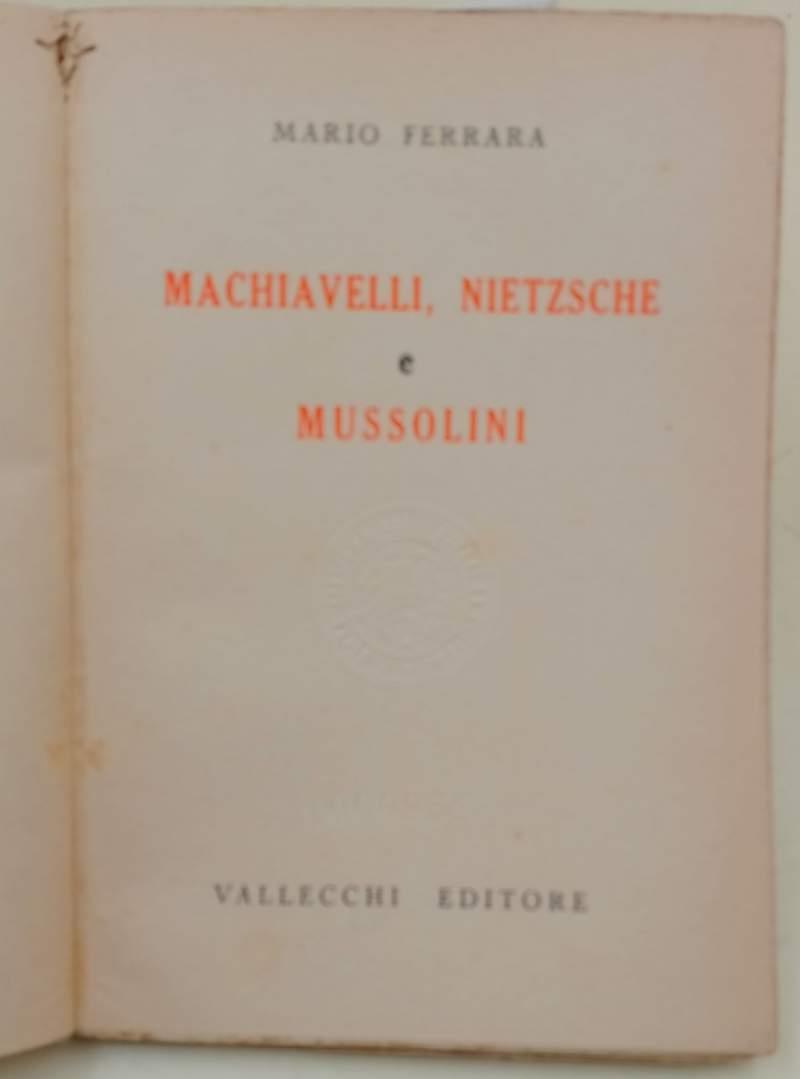 MARIO FERRARA
MACHIAVELLI, NIETZSCHE
e
MUSSOLINI
VALLECCHI EDITORE